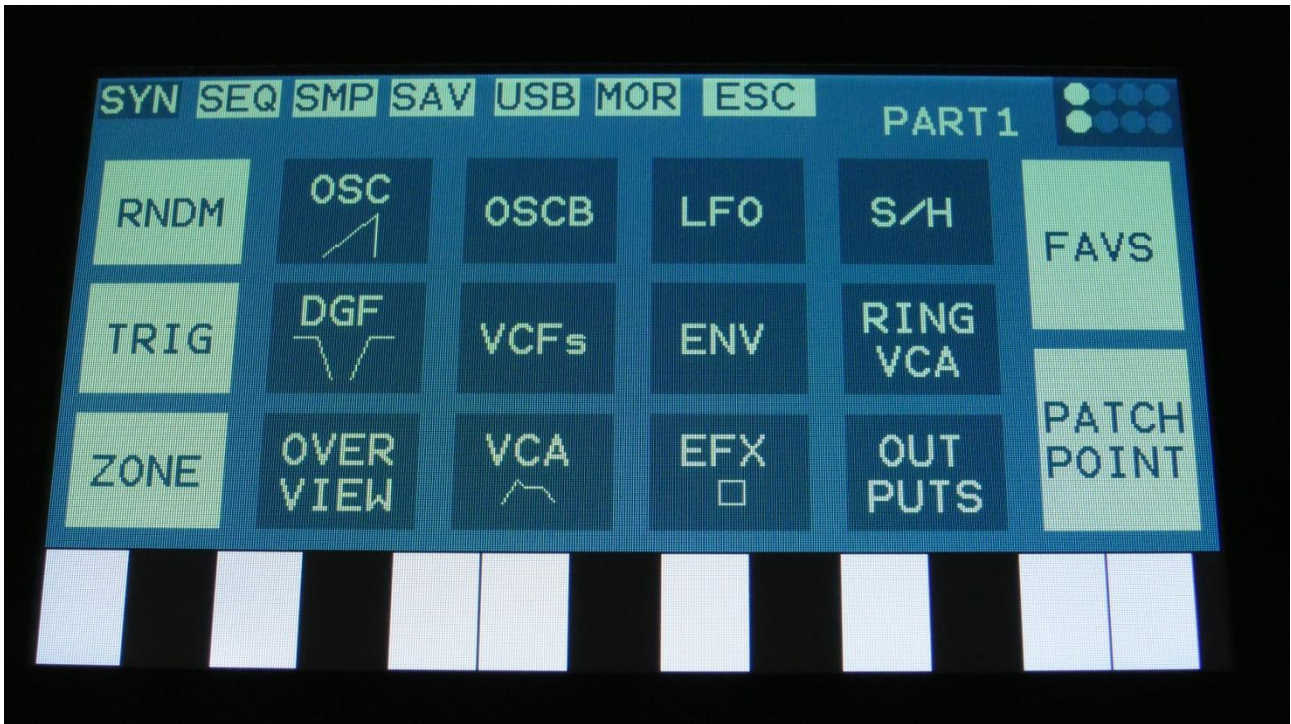 SYN SEQ SMP SAV USB MOR ESC
PART1
RNDM OSC OSCB LFO S/H FAVS
TRIG DGF VCFs ENV RING VCA
ZONE OVER VIEW VCA EFX OUT PUTS PATCH POINT